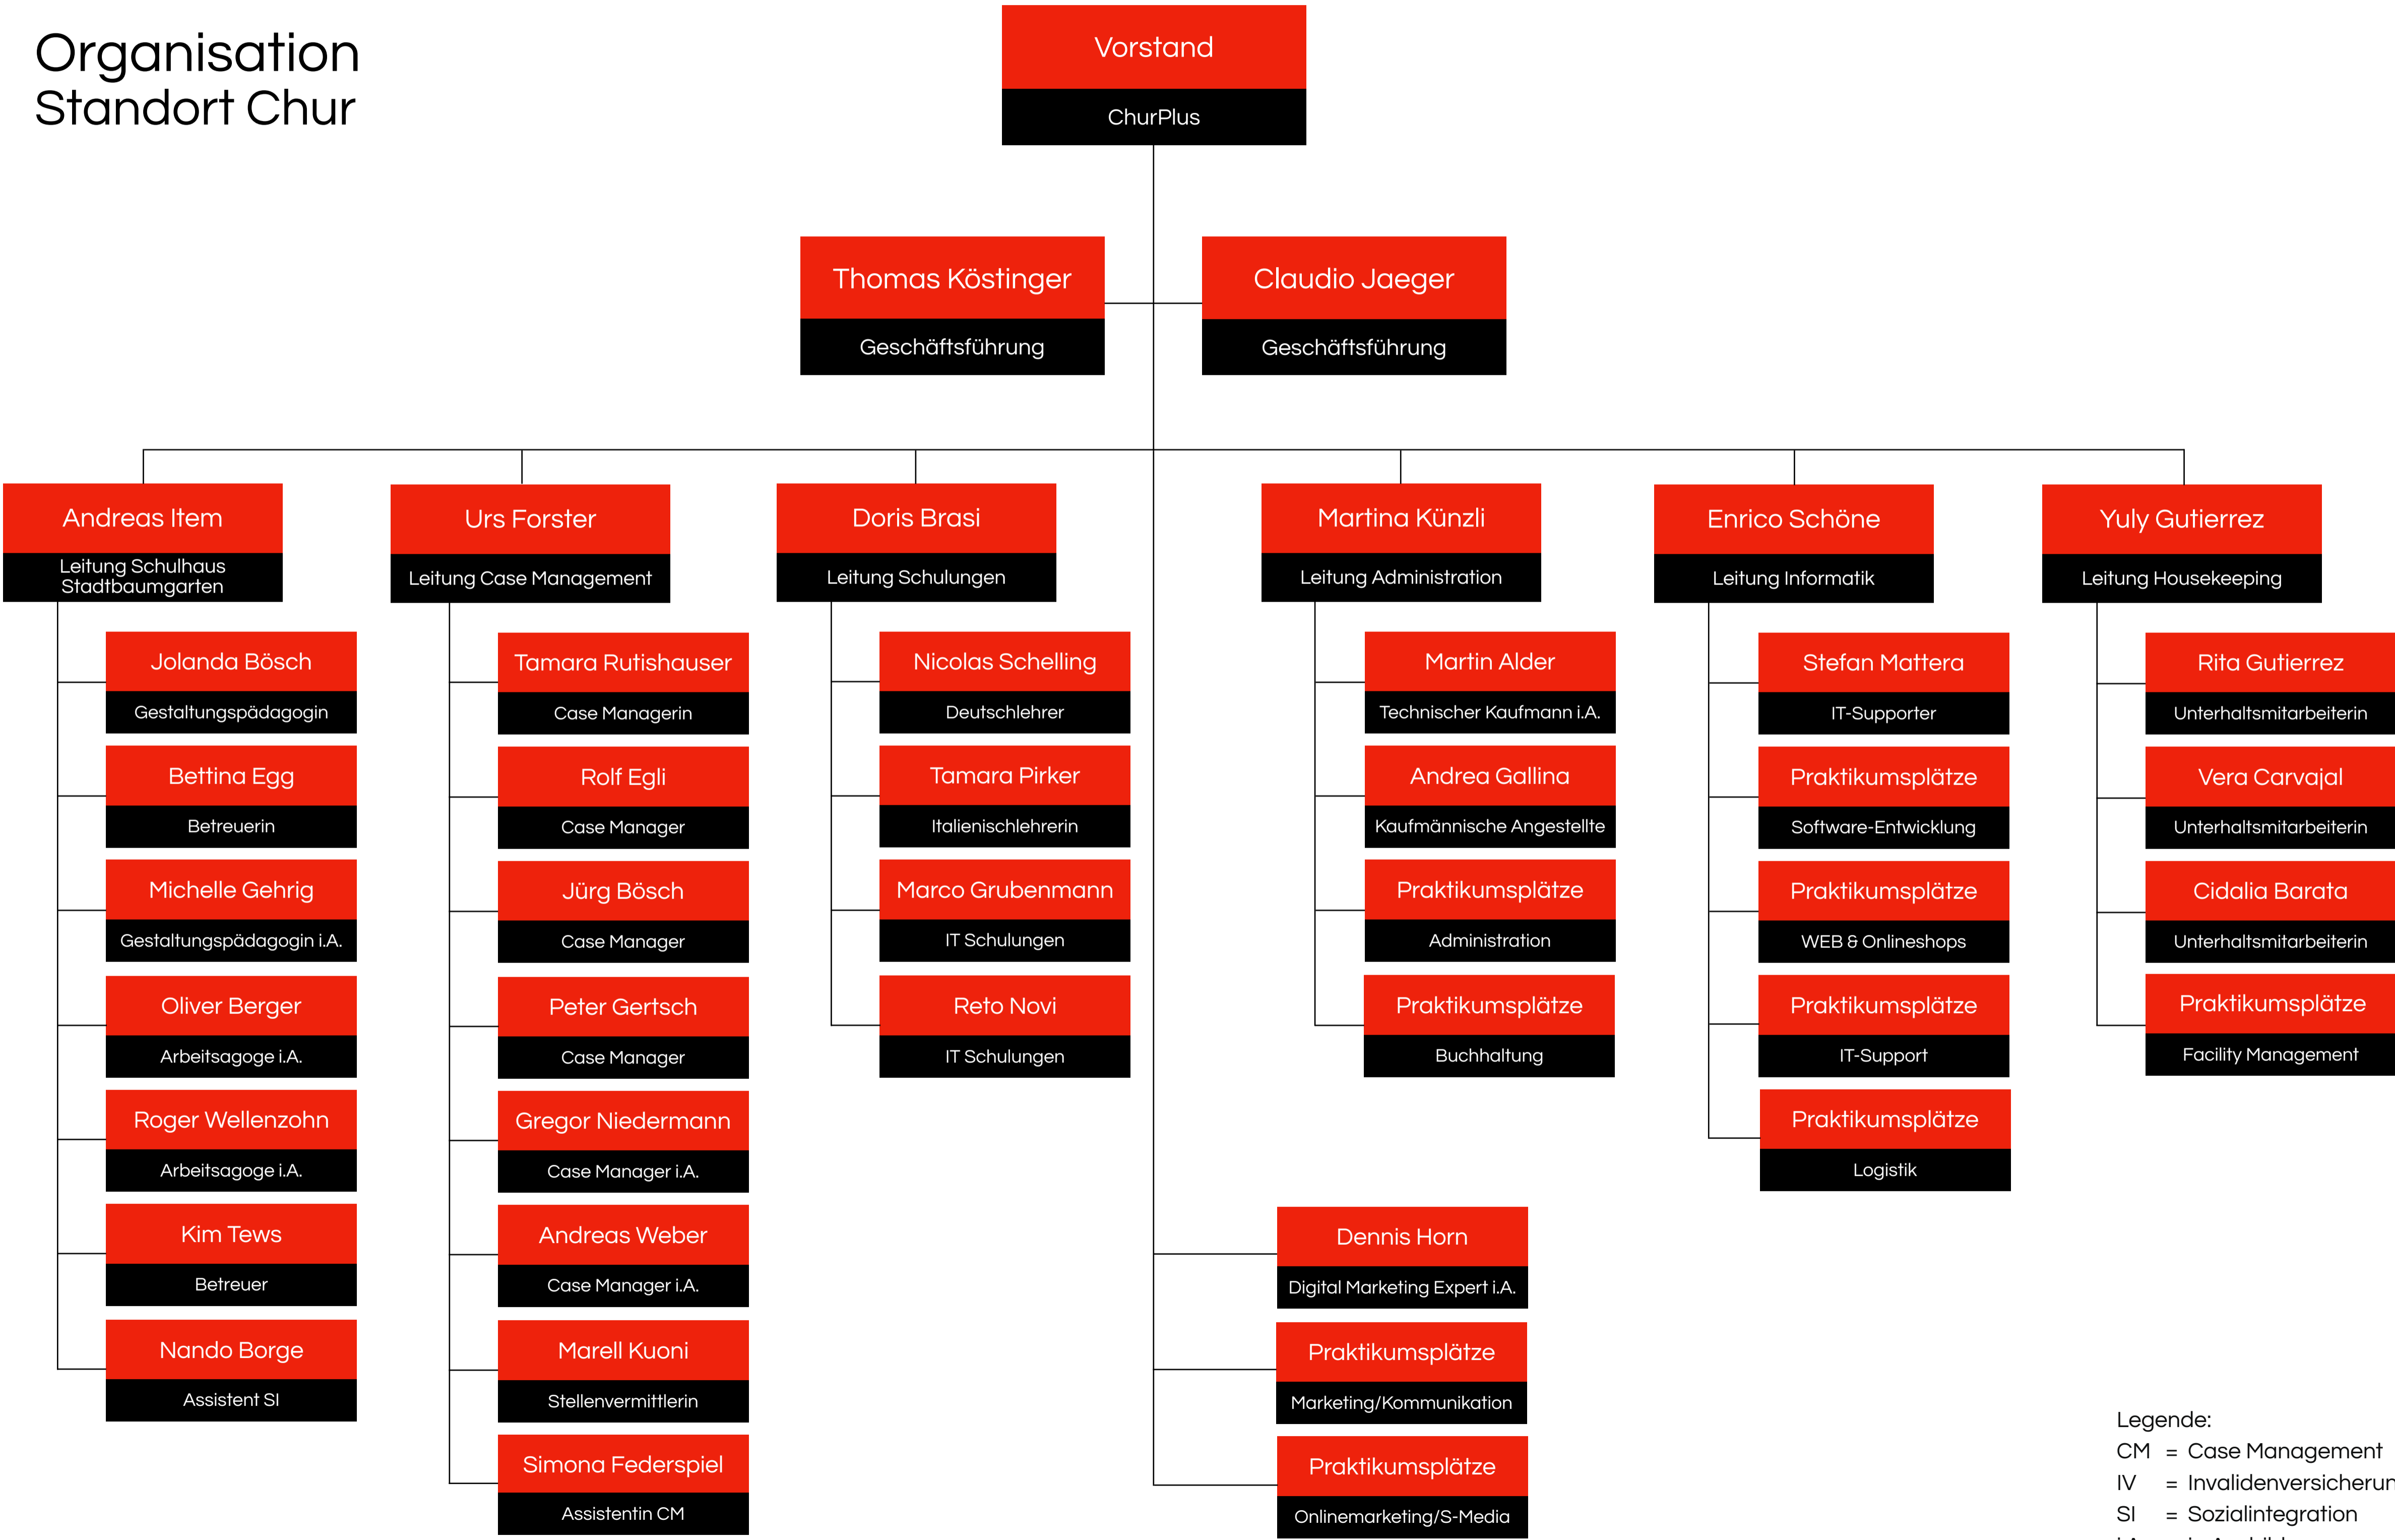 Organisation
Standort Chur
Vorstand
ChurPlus
Thomas Köstinger
Geschäftsführung
Claudio Jaeger
Geschäftsführung
Andreas Item
Leitung Schulhaus
Stadtbaumgarten
Jolanda Bösch
Gestaltungspädagogin
Bettina Egg
Betreuerin
Michelle Gehrig
Gestaltungspädagogin i.A.
Oliver Berger
Arbeitsagoge i.A.
Roger Wellenzohn
Arbeitsagoge i.A.
Kim Tews
Betreuer
Nando Borge
Assistent SI
Urs Forster
Leitung Case Management
Tamara Rutishauser
Case Managerin
Rolf Egli
Case Manager
Jürg Bösch
Case Manager
Peter Gertsch
Case Manager
Gregor Niedermann
Case Manager i.A.
Andreas Weber
Case Manager i.A.
Marell Kuoni
Stellenvermittlerin
Simona Federspiel
Assistentin CM
Doris Brasi
Leitung Schulungen
Nicolas Schelling
Deutschlehrer
Tamara Pirker
Italienischlehrerin
Marco Grubenmann
IT Schulungen
Reto Novi
IT Schulungen
Martina Künzli
Leitung Administration
Martin Alder
Technischer Kaufmann i.A.
Andrea Gallina
Kaufmännische Angestellte
Praktikumsplätze
Administration
Praktikumsplätze
Buchhaltung
Enrico Schöne
Leitung Informatik
Stefan Mattera
IT-Supporter
Praktikumsplätze
Software-Entwicklung
Praktikumsplätze
WEB & Onlineshops
Praktikumsplätze
IT-Support
Praktikumsplätze
Logistik
Yuly Gutierrez
Leitung Housekeeping
Rita Gutierrez
Unterhaltsmitarbeiterin
Vera Carvajal
Unterhaltsmitarbeiterin
Cidalia Barata
Unterhaltsmitarbeiterin
Praktikumsplätze
Facility Management
Dennis Horn
Digital Marketing Expert i.A.
Praktikumsplätze
Marketing/Kommunikation
Praktikumsplätze
Onlinemarketing/S-Media
Legende:
CM = Case Management
IV = Invalidenversicherun
SI = Sozialintegration